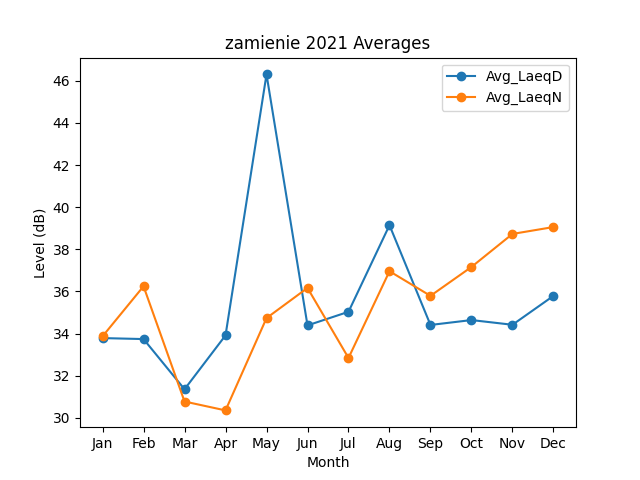 zamienie 2021 Averages
Avg_LaeqD
Avg_LaeqN
Level (dB)
46
44
42
40
38
36
34
32
30
Jan Feb Mar Apr May Jun Jul Aug Sep Oct Nov Dec
Month